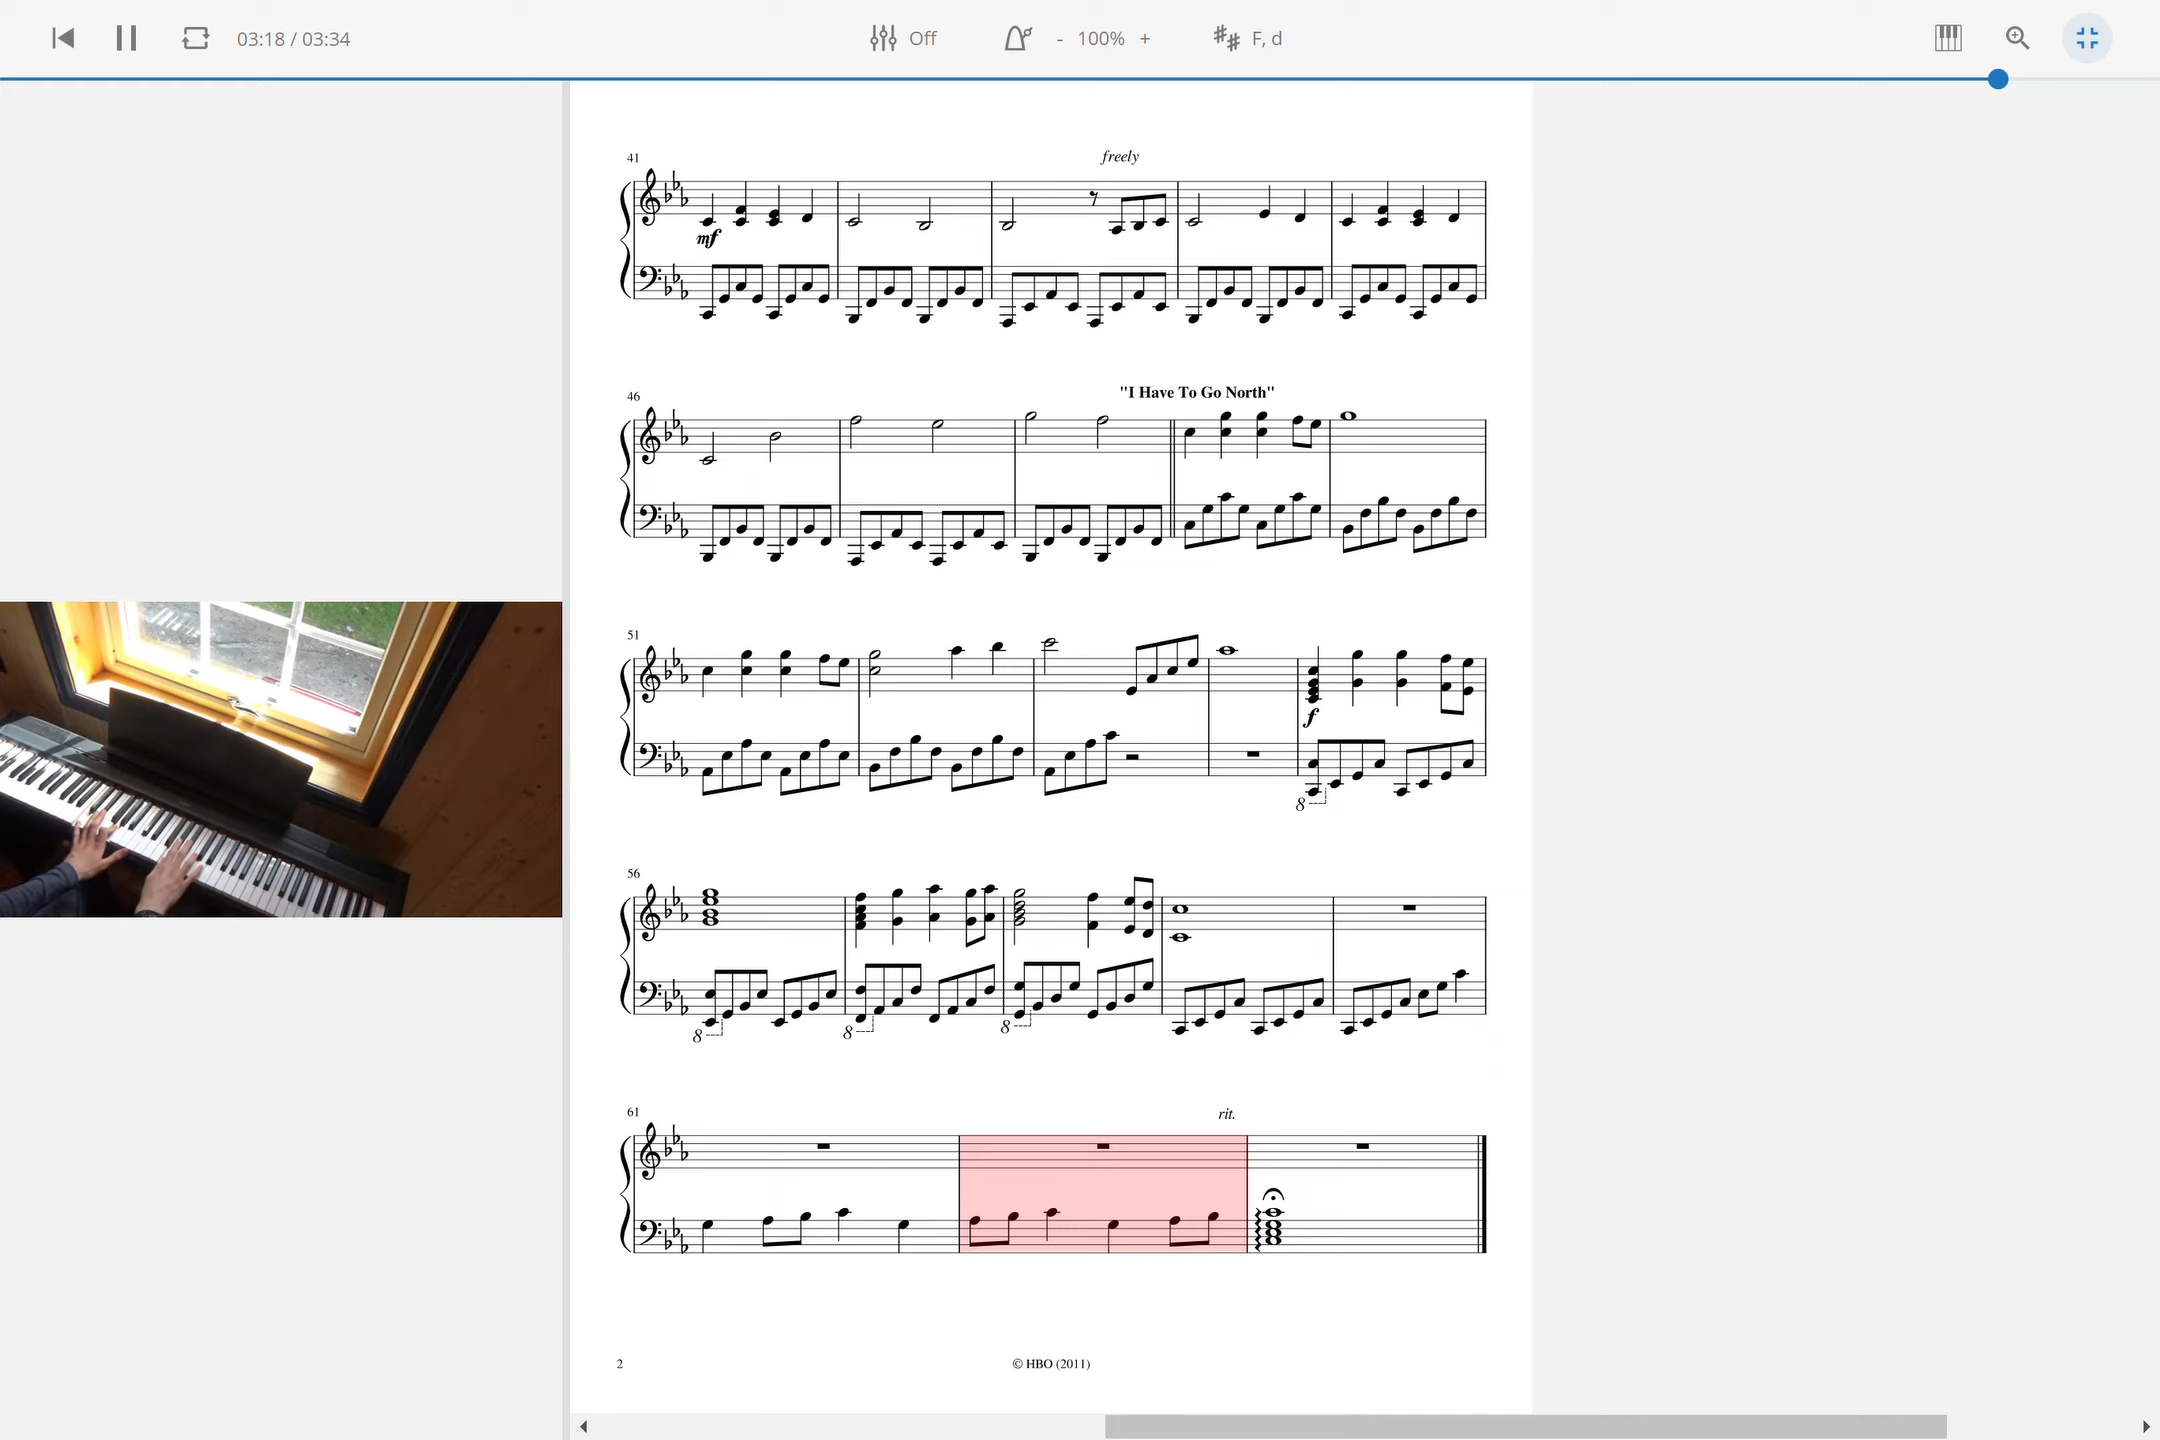 03:18 / 03:34
Off
- 100% +
F, d
41
freely
mf
46
"I Have To Go North"
51
f
8
56
8
8
8
61
rit.
2
© HBO (2011)